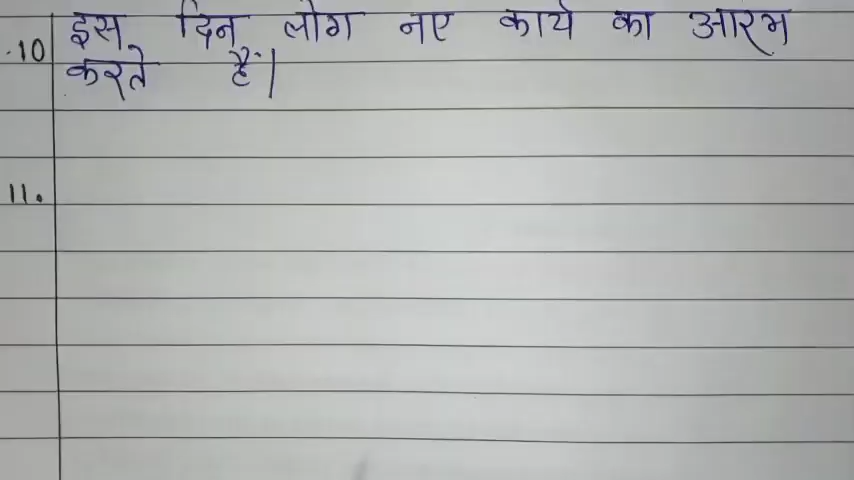 10 इस दिन लोग नए कार्य का आरंभ
करते हैं।
11.